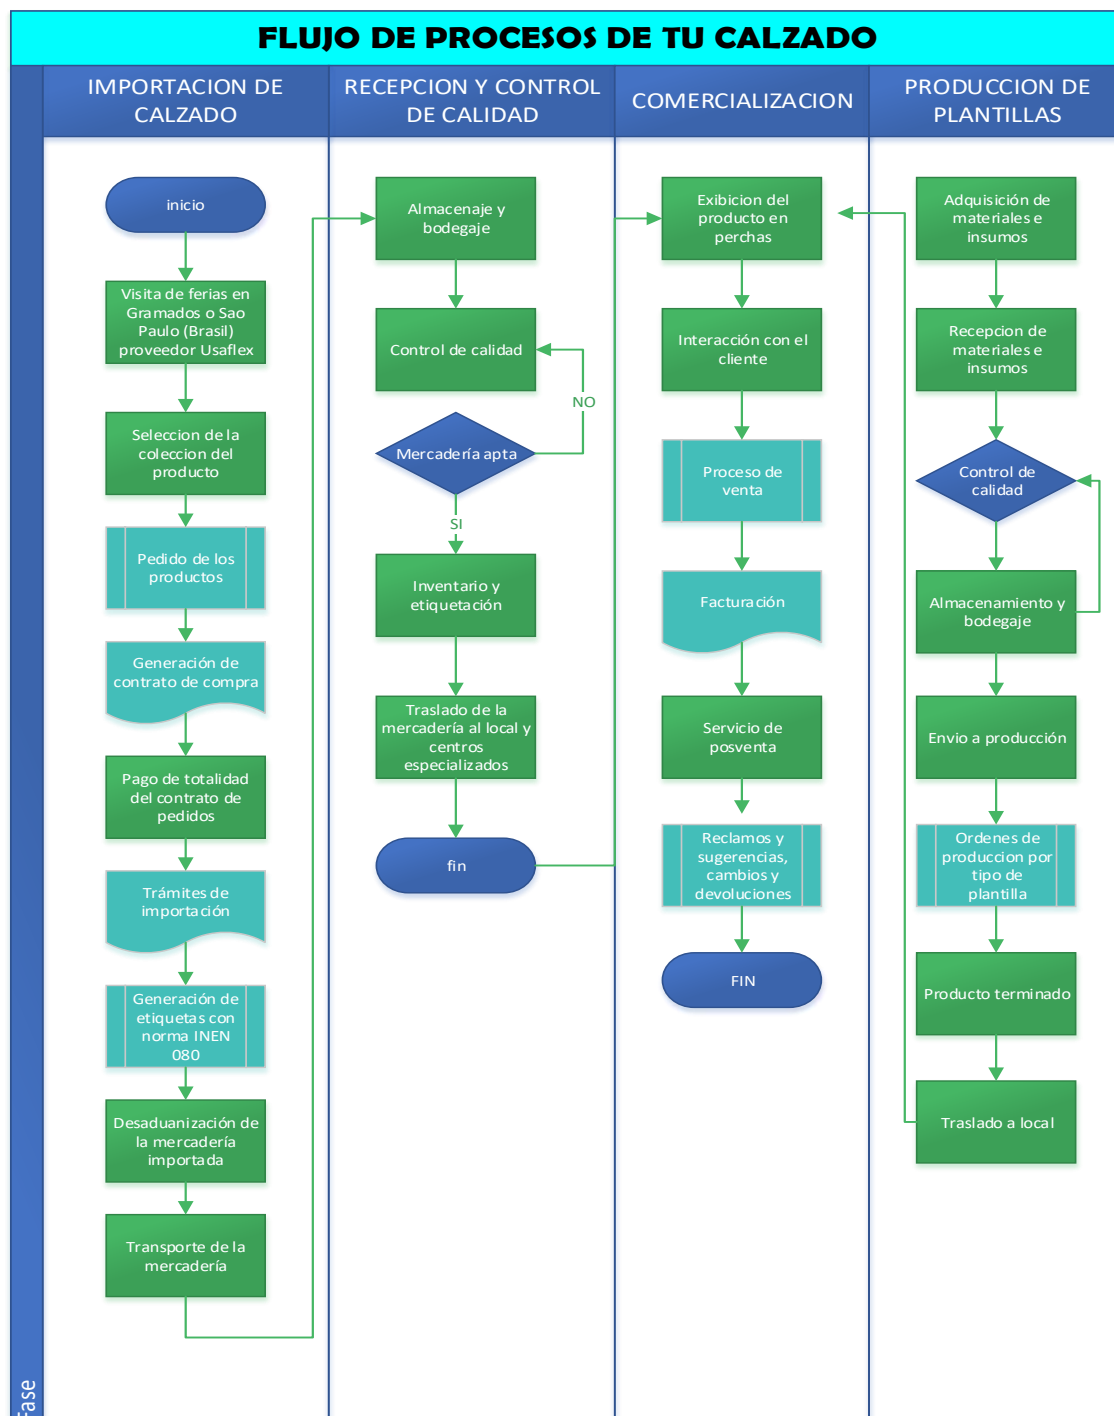 FLUJO DE PROCESOS DE TU CALZADO
IMPORTACION DE
CALZADO
RECEPCION Y CONTROL
DE CALIDAD
COMERCIALIZACION
PRODUCCION DE
PLANTILLAS
inicio
Visita de ferias en
Gramados o Sao
Paulo (Brasil)
proveedor Usaflex
Seleccion de la
coleccion del
producto
Pedido de los
productos
Generación de
contrato de compra
Pago de totalidad
del contrato de
pedidos
Trámites de
importación
Generación de
etiquetas con
norma INEN
080
Desaduanización de
la mercadería
importada
Transporte de la
mercadería
Almacenaje y
bodegaje
Control de calidad
NO
Mercadería apta
SI
Inventario y
etiquetación
Traslado de la
mercadería al local y
centros
especializados
fin
Exibicion del
producto en
perchas
Interacción con el
cliente
Proceso de
venta
Facturación
Servicio de
posventa
Reclamos y
sugerencias,
cambios y
devoluciones
FIN
Adquisición de
materiales e
insumos
Recepcion de
materiales e
insumos
Control de
calidad
Almacenamiento y
bodegaje
Envio a producción
Ordenes de
produccion por
tipo de
plantilla
Producto terminado
Traslado a local
Fase